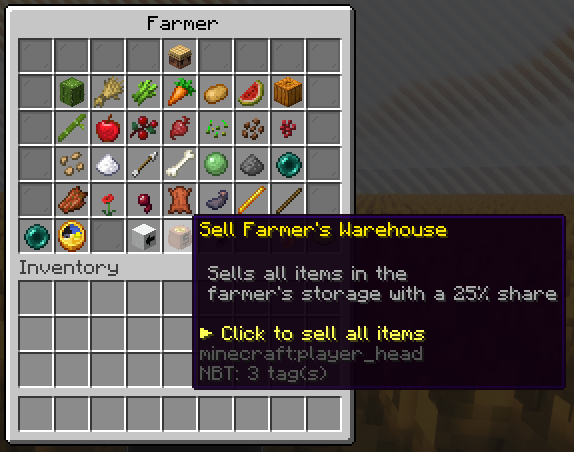 Farmer
Sell Farmer's Warehouse
Sells all items in the
farmer's storage with a 25% share
► Click to sell all items
minecraft:player_head
NBT: 3 tag(s)
Inventory